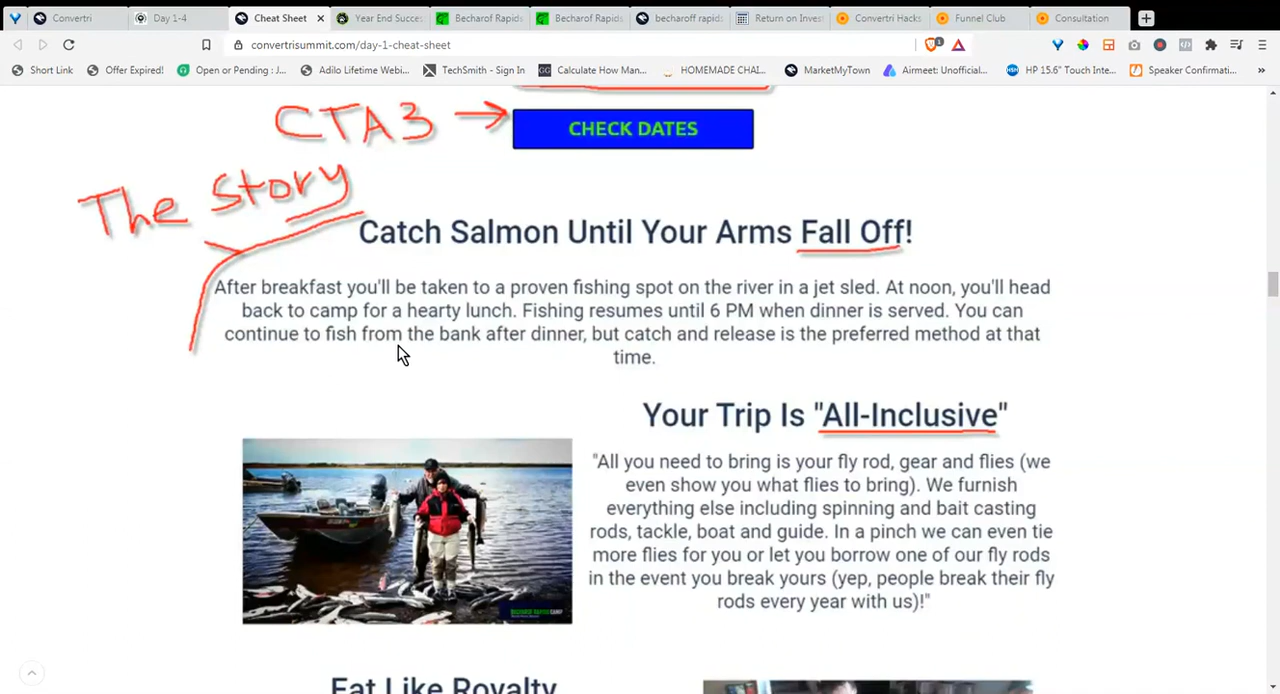 Convertri
Day 1-4
Cheat Sheet
Year End Succes
Becharof Rapids
Becharof Rapids
becharoff rapids
Return on Invest
Convertri Hacks
Funnel Club
Consultation
convertrisummit.com/day-1-cheat-sheet
1
Short Link
Offer Expired!
Open or Pending : J...
Adilo Lifetime Webi...
TechSmith - Sign In
GG Calculate How Man...
HOMEMADE CHAI...
MarketMyTown
Airmeet: Unofficial...
HP 15.6" Touch Inte...
Speaker Confirmati...
CTA3
CHECK DATES
The Story
Catch Salmon Until Your Arms Fall Off!
After breakfast you'll be taken to a proven fishing spot on the river in a jet sled. At noon, you'll head
back to camp for a hearty lunch. Fishing resumes until 6 PM when dinner is served. You can
continue to fish from the bank after dinner, but catch and release is the preferred method at that
time.
Your Trip Is "All-Inclusive"
"All you need to bring is your fly rod, gear and flies (we
even show you what flies to bring). We furnish
everything else including spinning and bait casting
rods, tackle, boat and guide. In a pinch we can even tie
more flies for you or let you borrow one of our fly rods
in the event you break yours (yep, people break their fly
rods every year with us)!"
Eat Like Royalty